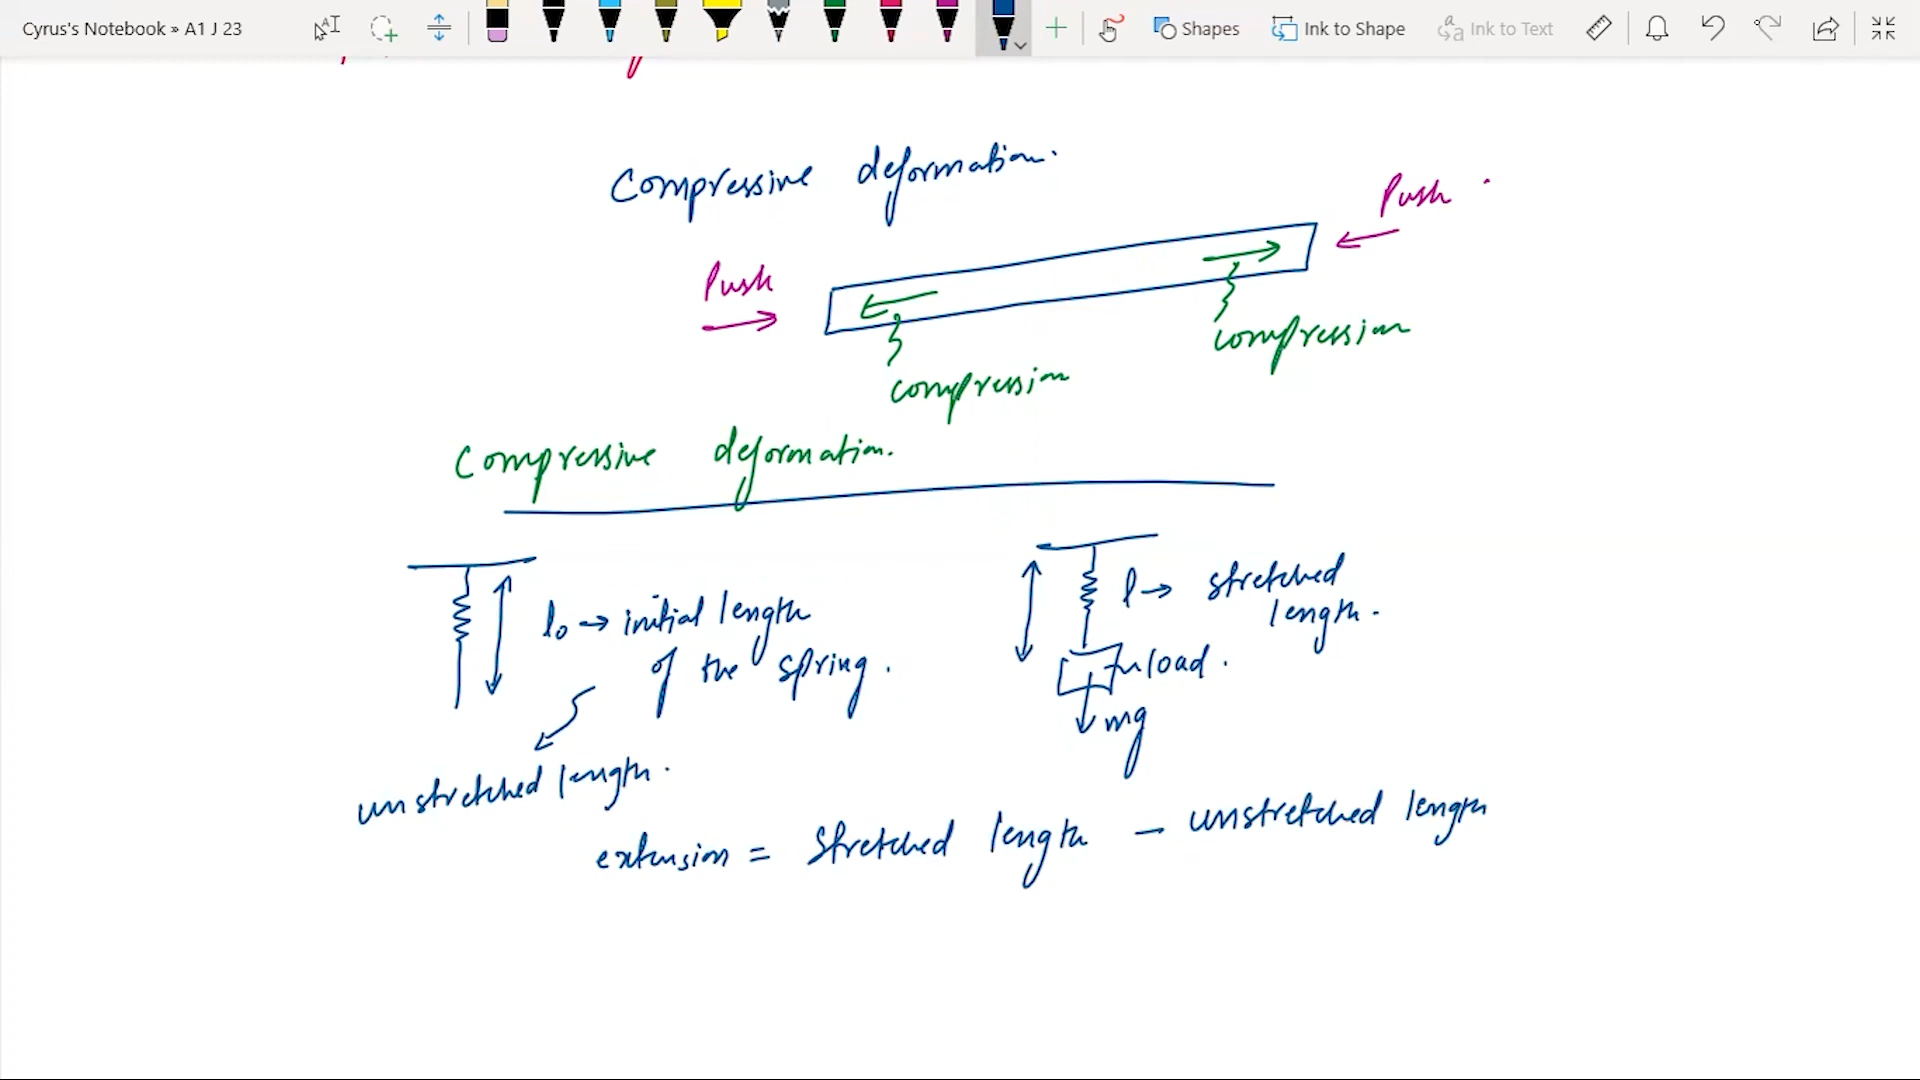 Cyrus's Notebook » A1 J 23
Shapes
Ink to Shape
Ink to Text
Compressive deformation.
Push
Push
compression
compression
Compressive deformation.
l₀ → initial length
of the spring.
unstretched length.
l → stretched
length.
load.
mg
extension = Stretched length - unstretched length